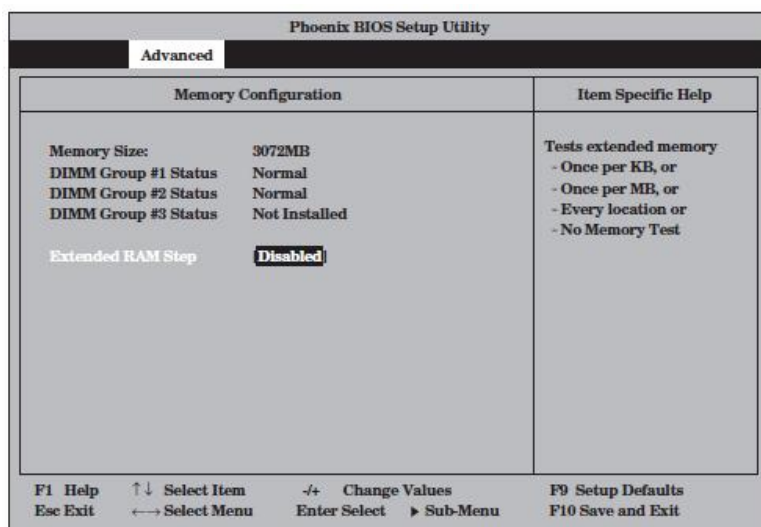 Phoenix BIOS Setup Utility
Advanced
Memory Configuration
Item Specific Help
Memory Size: 3072MB
DIMM Group #1 Status Normal
DIMM Group #2 Status Normal
DIMM Group #3 Status Not Installed
Extended RAM Step [Disabled]
Tests extended memory
- Once per KB, or
- Once per MB, or
- Every location or
- No Memory Test
F1 Help ↑↓ Select Item -/+ Change Values F9 Setup Defaults
Esc Exit ←→ Select Menu Enter Select ▶ Sub-Menu F10 Save and Exit